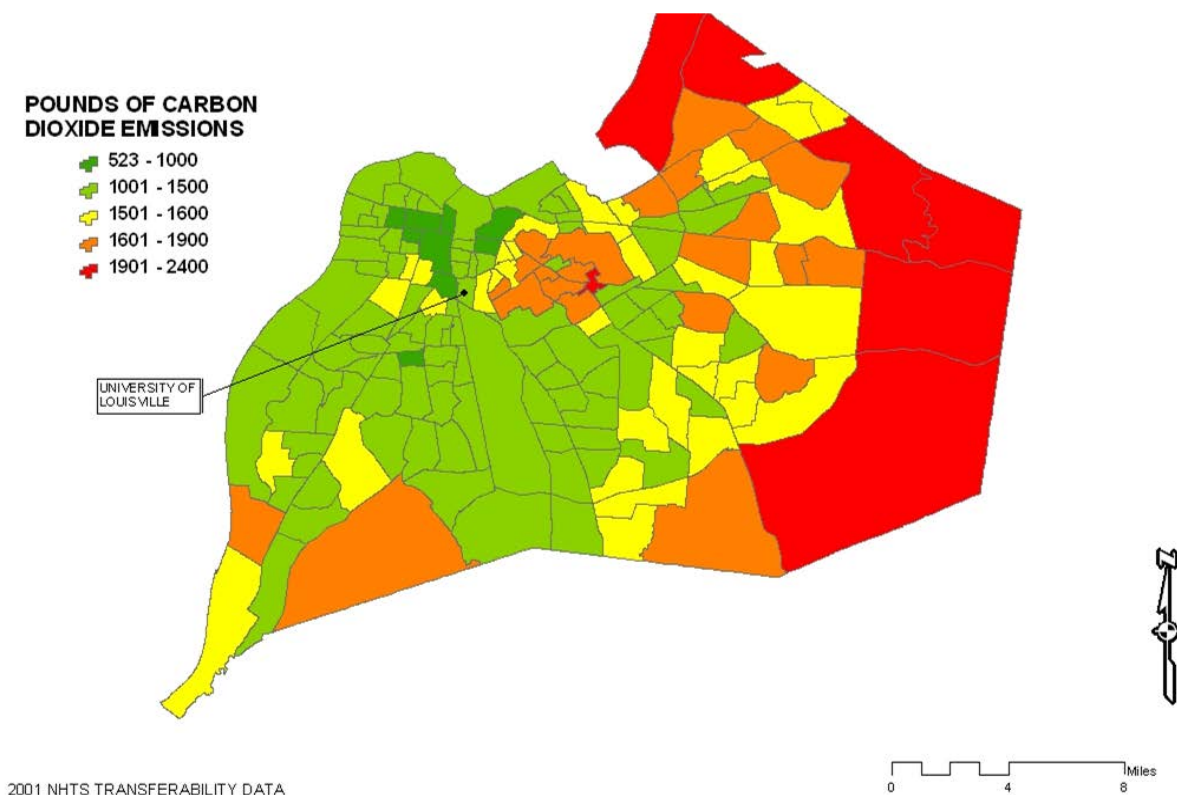 POUNDS OF CARBON
DIOXIDE EMISSIONS
523 - 1000
1001 - 1500
1501 - 1600
1601 - 1900
1901 - 2400
UNIVERSITY OF
LOUISVILLE
N
Miles
0 4 8
2001 NHTS TRANSFERABILITY DATA